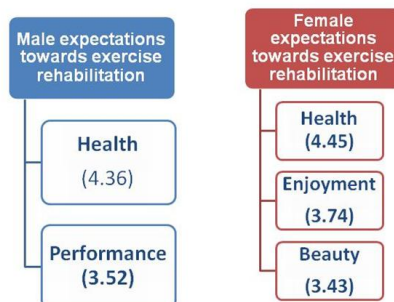 Male expectations
towards exercise
rehabilitation
Health
(4.36)
Performance
(3.52)
Female
expectations
towards exercise
rehabilitation
Health
(4.45)
Enjoyment
(3.74)
Beauty
(3.43)